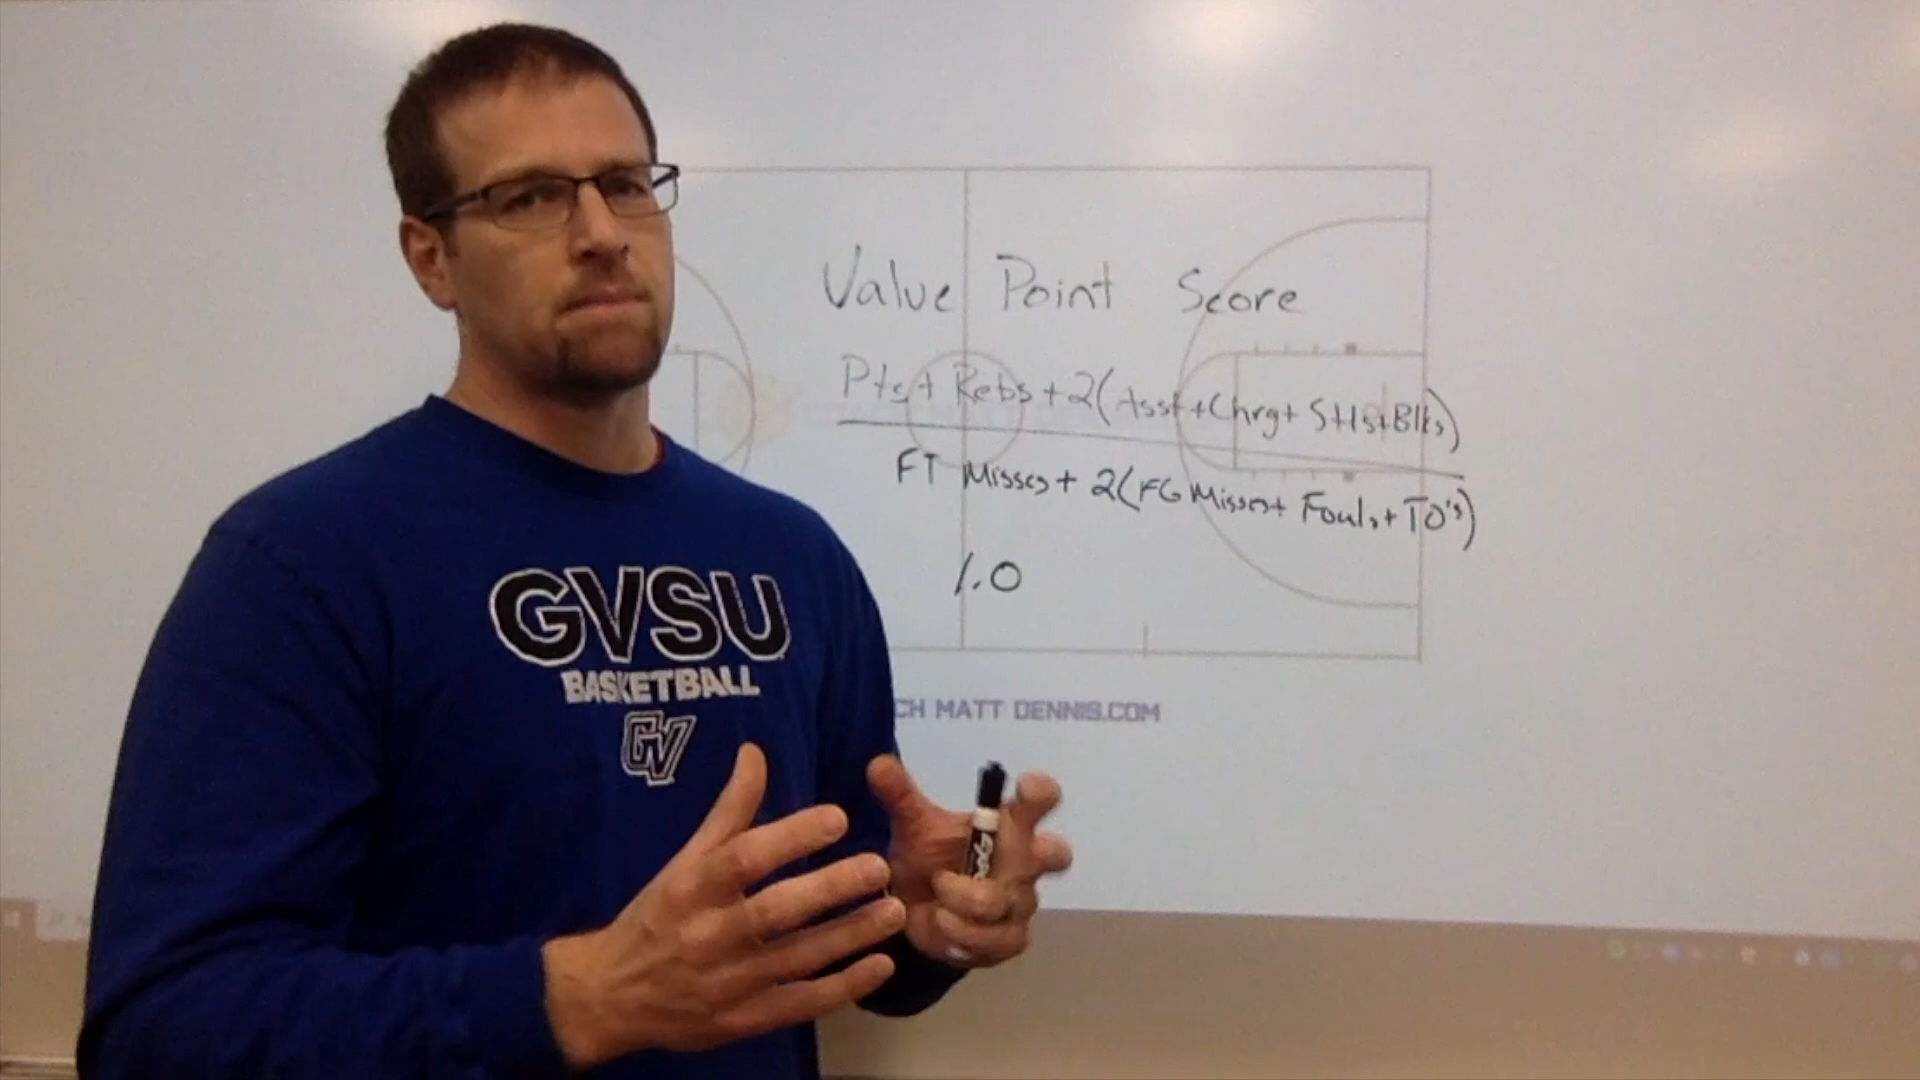 Value Point Score
Pts + Rebs + 2(Asst + Chrg + Stls + Blks)
FT Misses + 2(FG Misses + Fouls + TO's)
1.0
GVSU
BASKETBALL
GV
CH MATT DENNIS.COM